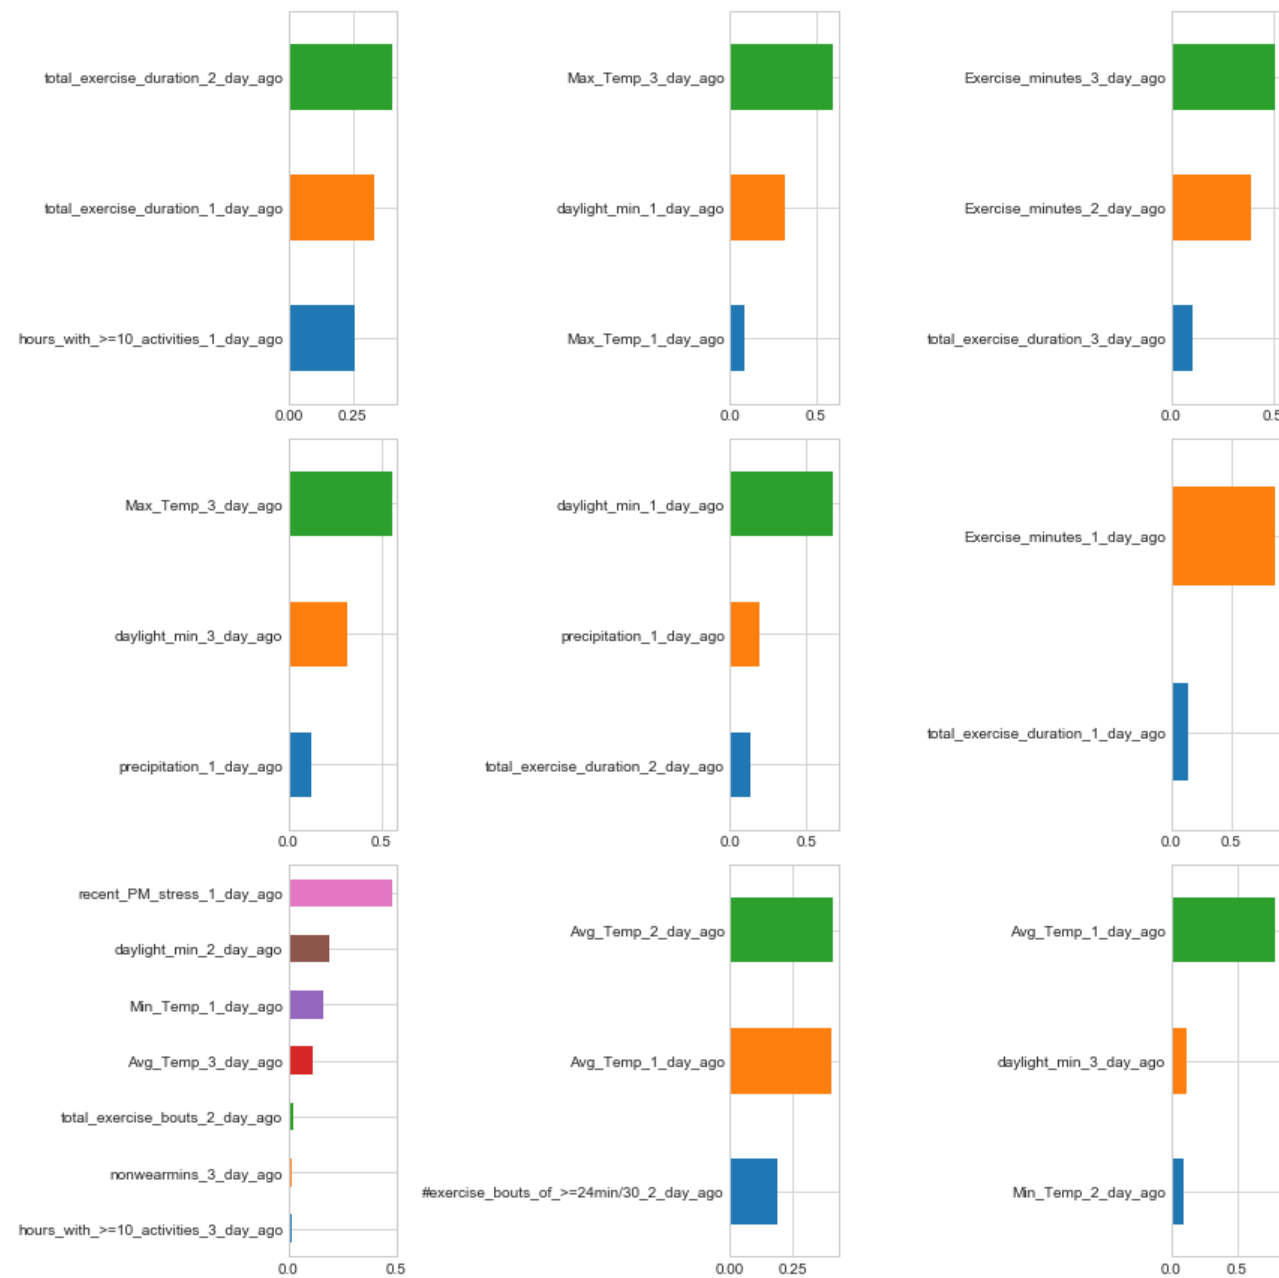 total_exercise_duration_2_day_ago
total_exercise_duration_1_day_ago
hours_with_>=10_activities_1_day_ago
0.00 0.25
Max_Temp_3_day_ago
daylight_min_1_day_ago
Max_Temp_1_day_ago
0.0 0.5
Exercise_minutes_3_day_ago
Exercise_minutes_2_day_ago
total_exercise_duration_3_day_ago
0.0 0.5
Max_Temp_3_day_ago
daylight_min_3_day_ago
precipitation_1_day_ago
0.0 0.5
daylight_min_1_day_ago
precipitation_1_day_ago
total_exercise_duration_2_day_ago
0.0 0.5
Exercise_minutes_1_day_ago
total_exercise_duration_1_day_ago
0.0 0.5
recent_PM_stress_1_day_ago
daylight_min_2_day_ago
Min_Temp_1_day_ago
Avg_Temp_3_day_ago
total_exercise_bouts_2_day_ago
nonwearmins_3_day_ago
hours_with_>=10_activities_3_day_ago
0.0 0.5
Avg_Temp_2_day_ago
Avg_Temp_1_day_ago
#exercise_bouts_of_>=24min/30_2_day_ago
0.00 0.25
Avg_Temp_1_day_ago
daylight_min_3_day_ago
Min_Temp_2_day_ago
0.0 0.5